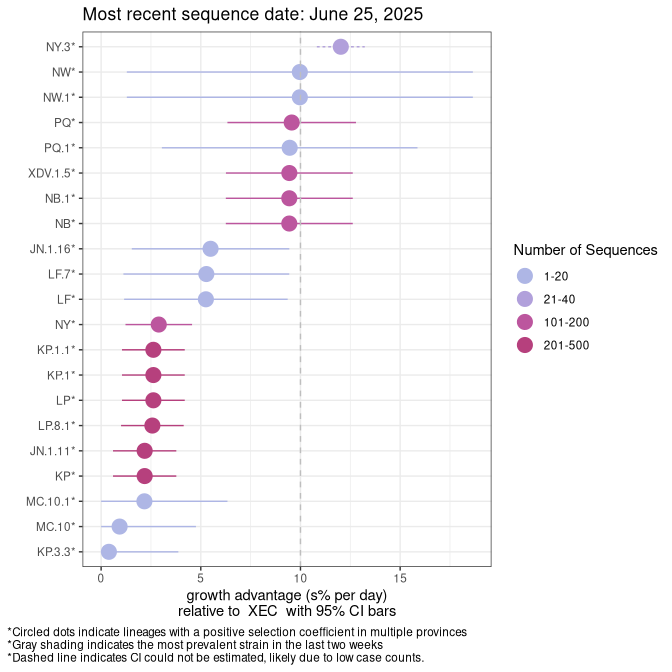 Most recent sequence date: June 25, 2025
NY.3*
NW*
NW.1*
PQ*
PQ.1*
XDV.1.5*
NB.1*
NB*
JN.1.16*
LF.7*
LF*
NY*
KP.1.1*
KP.1*
LP*
LP.8.1*
JN.1.11*
KP*
MC.10.1*
MC.10*
KP.3.3*
0 5 10 15
growth advantage (s% per day)
relative to XEC with 95% CI bars
Number of Sequences
1-20
21-40
101-200
201-500
*Circled dots indicate lineages with a positive selection coefficient in multiple provinces
*Gray shading indicates the most prevalent strain in the last two weeks
*Dashed line indicates CI could not be estimated, likely due to low case counts.